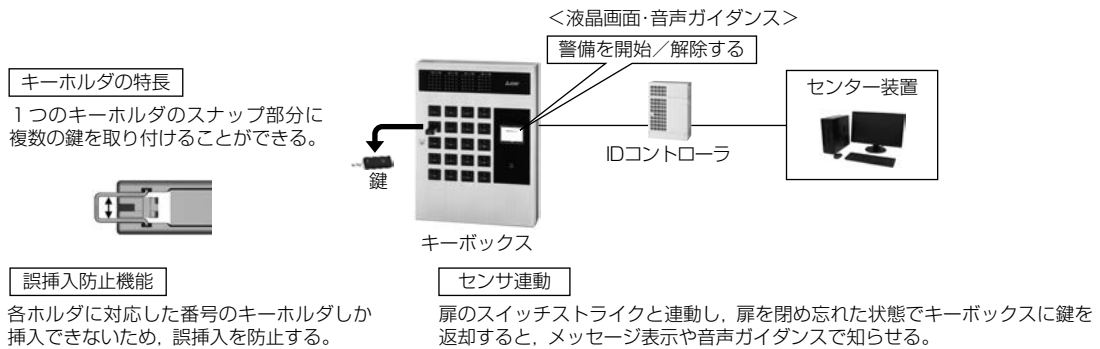 ＜液晶画面･音声ガイダンス＞
警備を開始／解除する
キーホルダの特長
１つのキーホルダのスナップ部分に
複数の鍵を取り付けることができる。
鍵
キーボックス
IDコントローラ
センター装置
誤挿入防止機能
各ホルダに対応した番号のキーホルダしか
挿入できないため，誤挿入を防止する。
センサ連動
扉のスイッチストライクと連動し，扉を閉め忘れた状態でキーボックスに鍵を
返却すると，メッセージ表示や音声ガイダンスで知らせる。